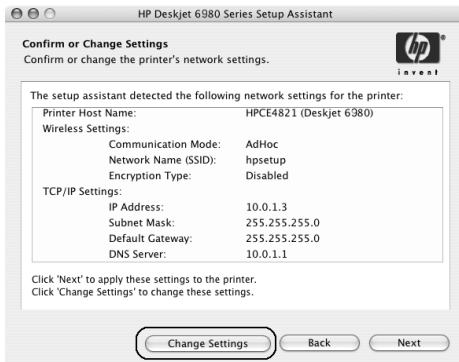 HP Deskjet 6980 Series Setup Assistant
Confirm or Change Settings
Confirm or change the printer's network settings.
hp
®
invent
The setup assistant detected the following network settings for the printer:
Printer Host Name: HPCE4821 (Deskjet 6980)
Wireless Settings:
Communication Mode: AdHoc
Network Name (SSID): hpsetup
Encryption Type: Disabled
TCP/IP Settings:
IP Address: 10.0.1.3
Subnet Mask: 255.255.255.0
Default Gateway: 255.255.255.0
DNS Server: 10.0.1.1
Click 'Next' to apply these settings to the printer.
Click 'Change Settings' to change these settings.
Change Settings Back Next